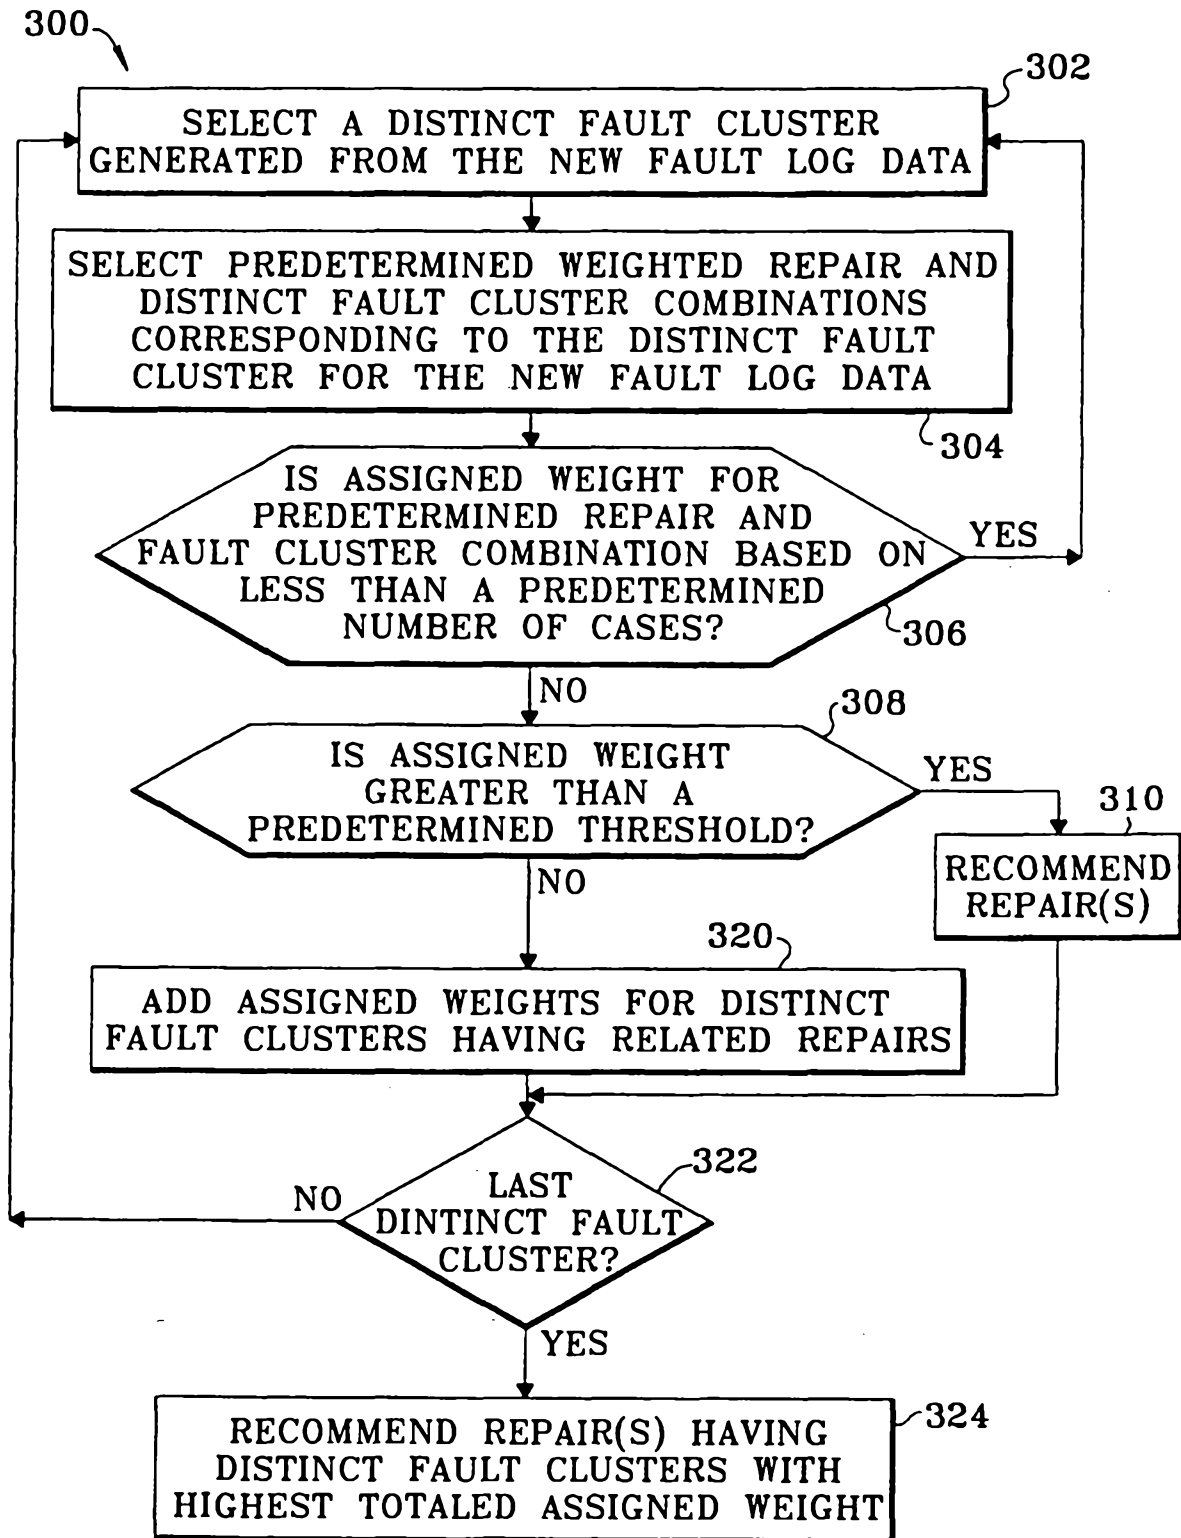 300
302
SELECT A DISTINCT FAULT CLUSTER
GENERATED FROM THE NEW FAULT LOG DATA
SELECT PREDETERMINED WEIGHTED REPAIR AND
DISTINCT FAULT CLUSTER COMBINATIONS
CORRESPONDING TO THE DISTINCT FAULT
CLUSTER FOR THE NEW FAULT LOG DATA
304
IS ASSIGNED WEIGHT FOR
PREDETERMINED REPAIR AND
FAULT CLUSTER COMBINATION BASED ON
LESS THAN A PREDETERMINED
NUMBER OF CASES?
YES
306
NO
308
IS ASSIGNED WEIGHT
GREATER THAN A
PREDETERMINED THRESHOLD?
YES
310
RECOMMEND
REPAIR(S)
NO
320
ADD ASSIGNED WEIGHTS FOR DISTINCT
FAULT CLUSTERS HAVING RELATED REPAIRS
322
LAST
DINTINCT FAULT
CLUSTER?
NO
YES
324
RECOMMEND REPAIR(S) HAVING
DISTINCT FAULT CLUSTERS WITH
HIGHEST TOTALED ASSIGNED WEIGHT